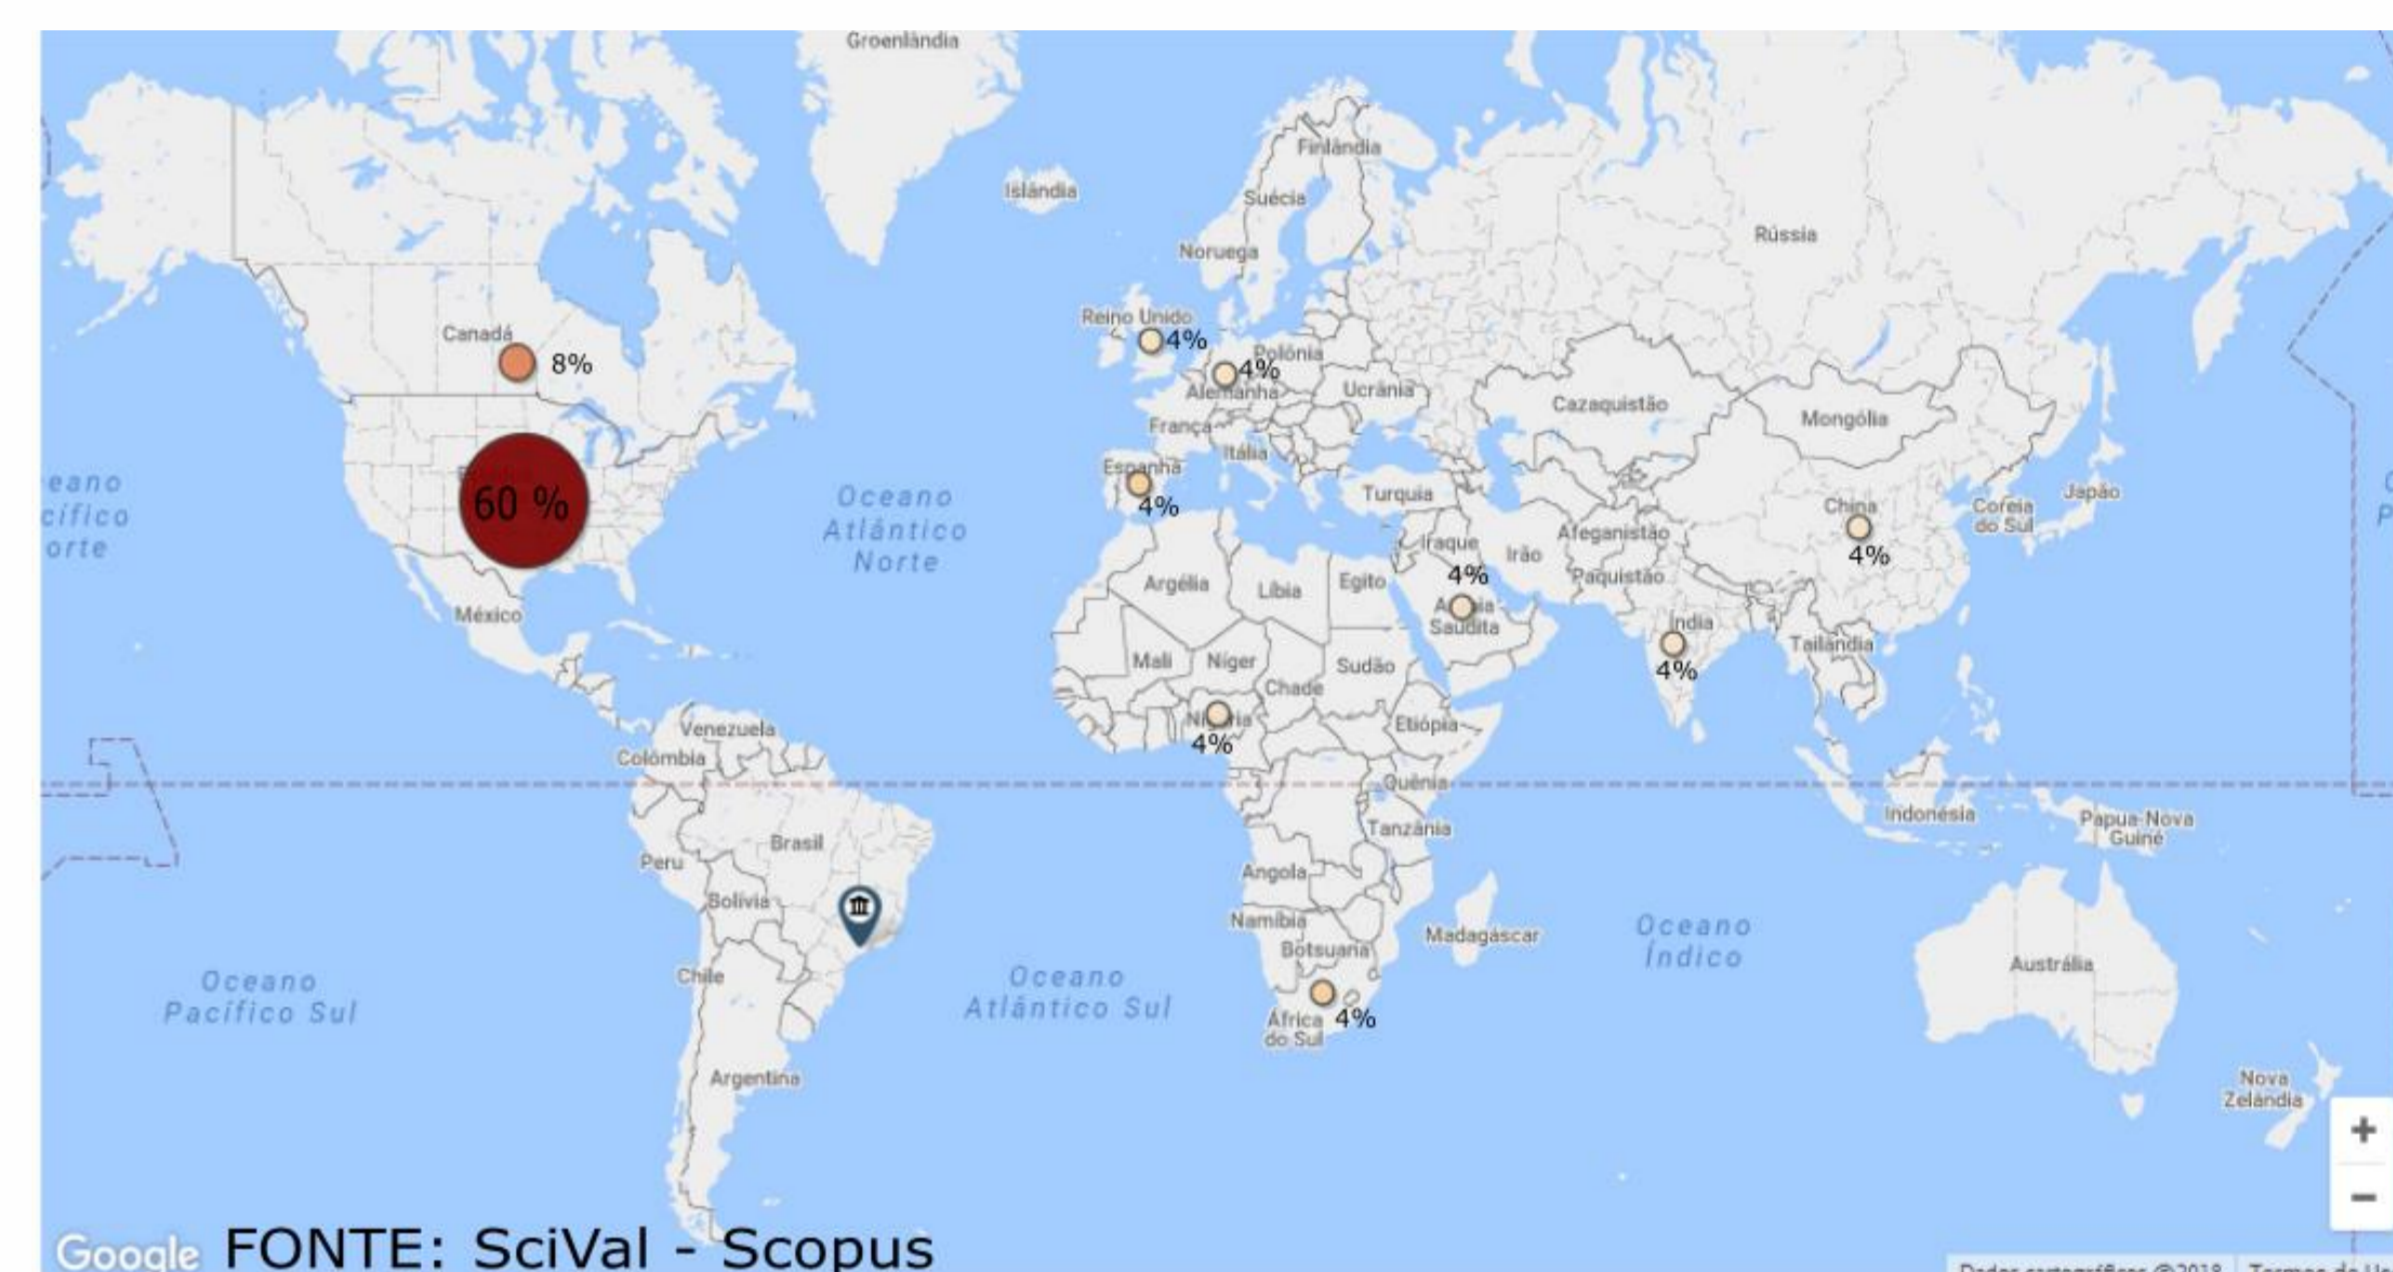 Groenlândia
Islândia
Finlândia
Suécia
Noruega
Rússia
Canadá
8%
Reino Unido
4%
Polônia
4%
Alemanha
Ucrânia
França
Itália
Espanha
4%
Cazaquistão
Mongólia
60 %
eano
cífico
orte
Oceano
Atlântico
Norte
Turquia
China
4%
Coreia
do Sul
Japão
Iraque
Irão
Afeganistão
Paquistão
4%
Saudita
Argélia
Líbia
Egito
México
Índia
4%
Tailândia
Mali
Níger
Chade
Sudão
4%
Etiópia
Venezuela
Colômbia
Quênia
Tanzânia
Indonésia
Papua-Nova
Guiné
Brasil
Peru
Bolívia
Angola
Namíbia
Botsuana
Madagáscar
Oceano
Índico
Austrália
Chile
Oceano
Pacífico Sul
Oceano
Atlântico Sul
África
do Sul
4%
Argentina
Nova
Zelândia
+
−
Google
FONTE: SciVal - Scopus
Dados cartográficos ©2018